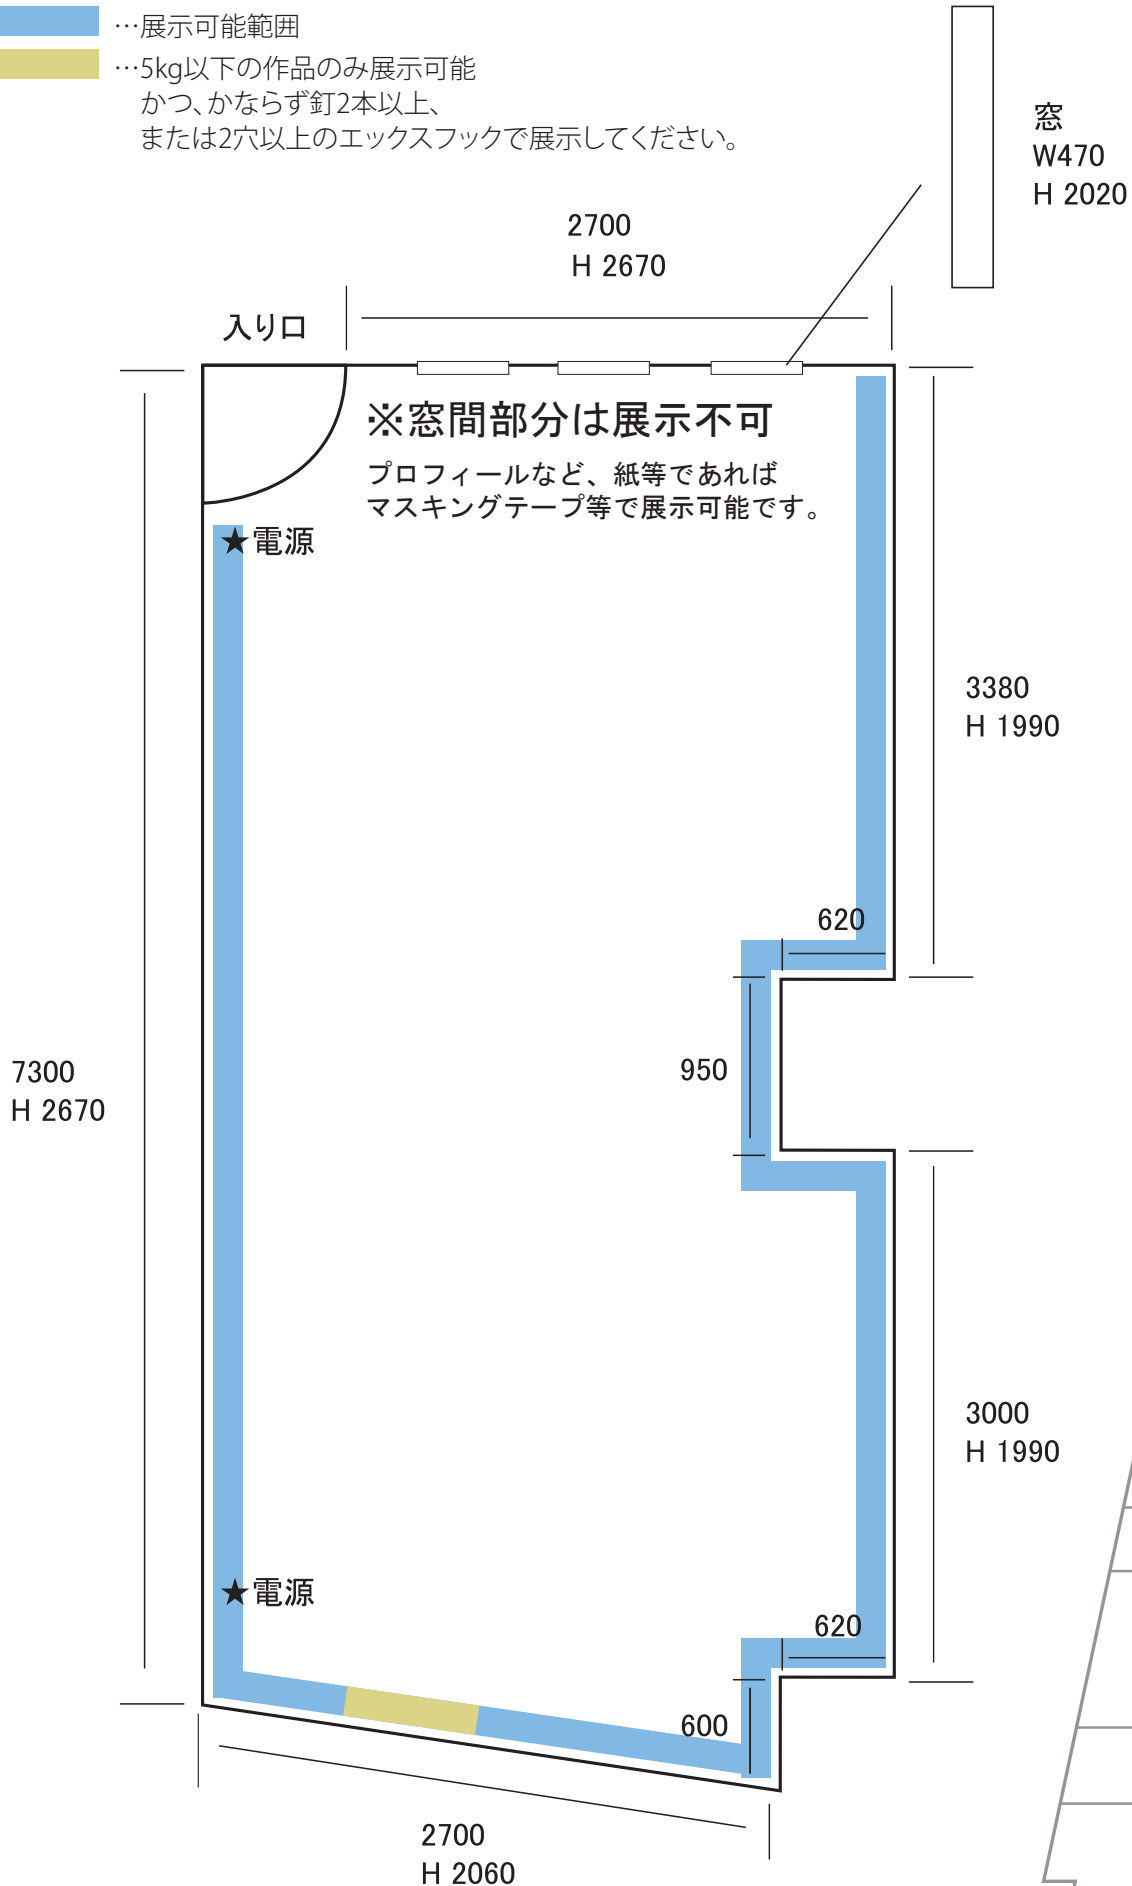 …展示可能範囲
…5kg以下の作品のみ展示可能
かつ、かならず釘2本以上、
または2穴以上のエックスフックで展示してください。
窓
W470
H 2020
2700
H 2670
入り口
※窓間部分は展示不可
プロフィールなど、紙等であれば
マスキングテープ等で展示可能です。
★電源
3380
H 1990
620
950
7300
H 2670
3000
H 1990
★電源
620
600
2700
H 2060